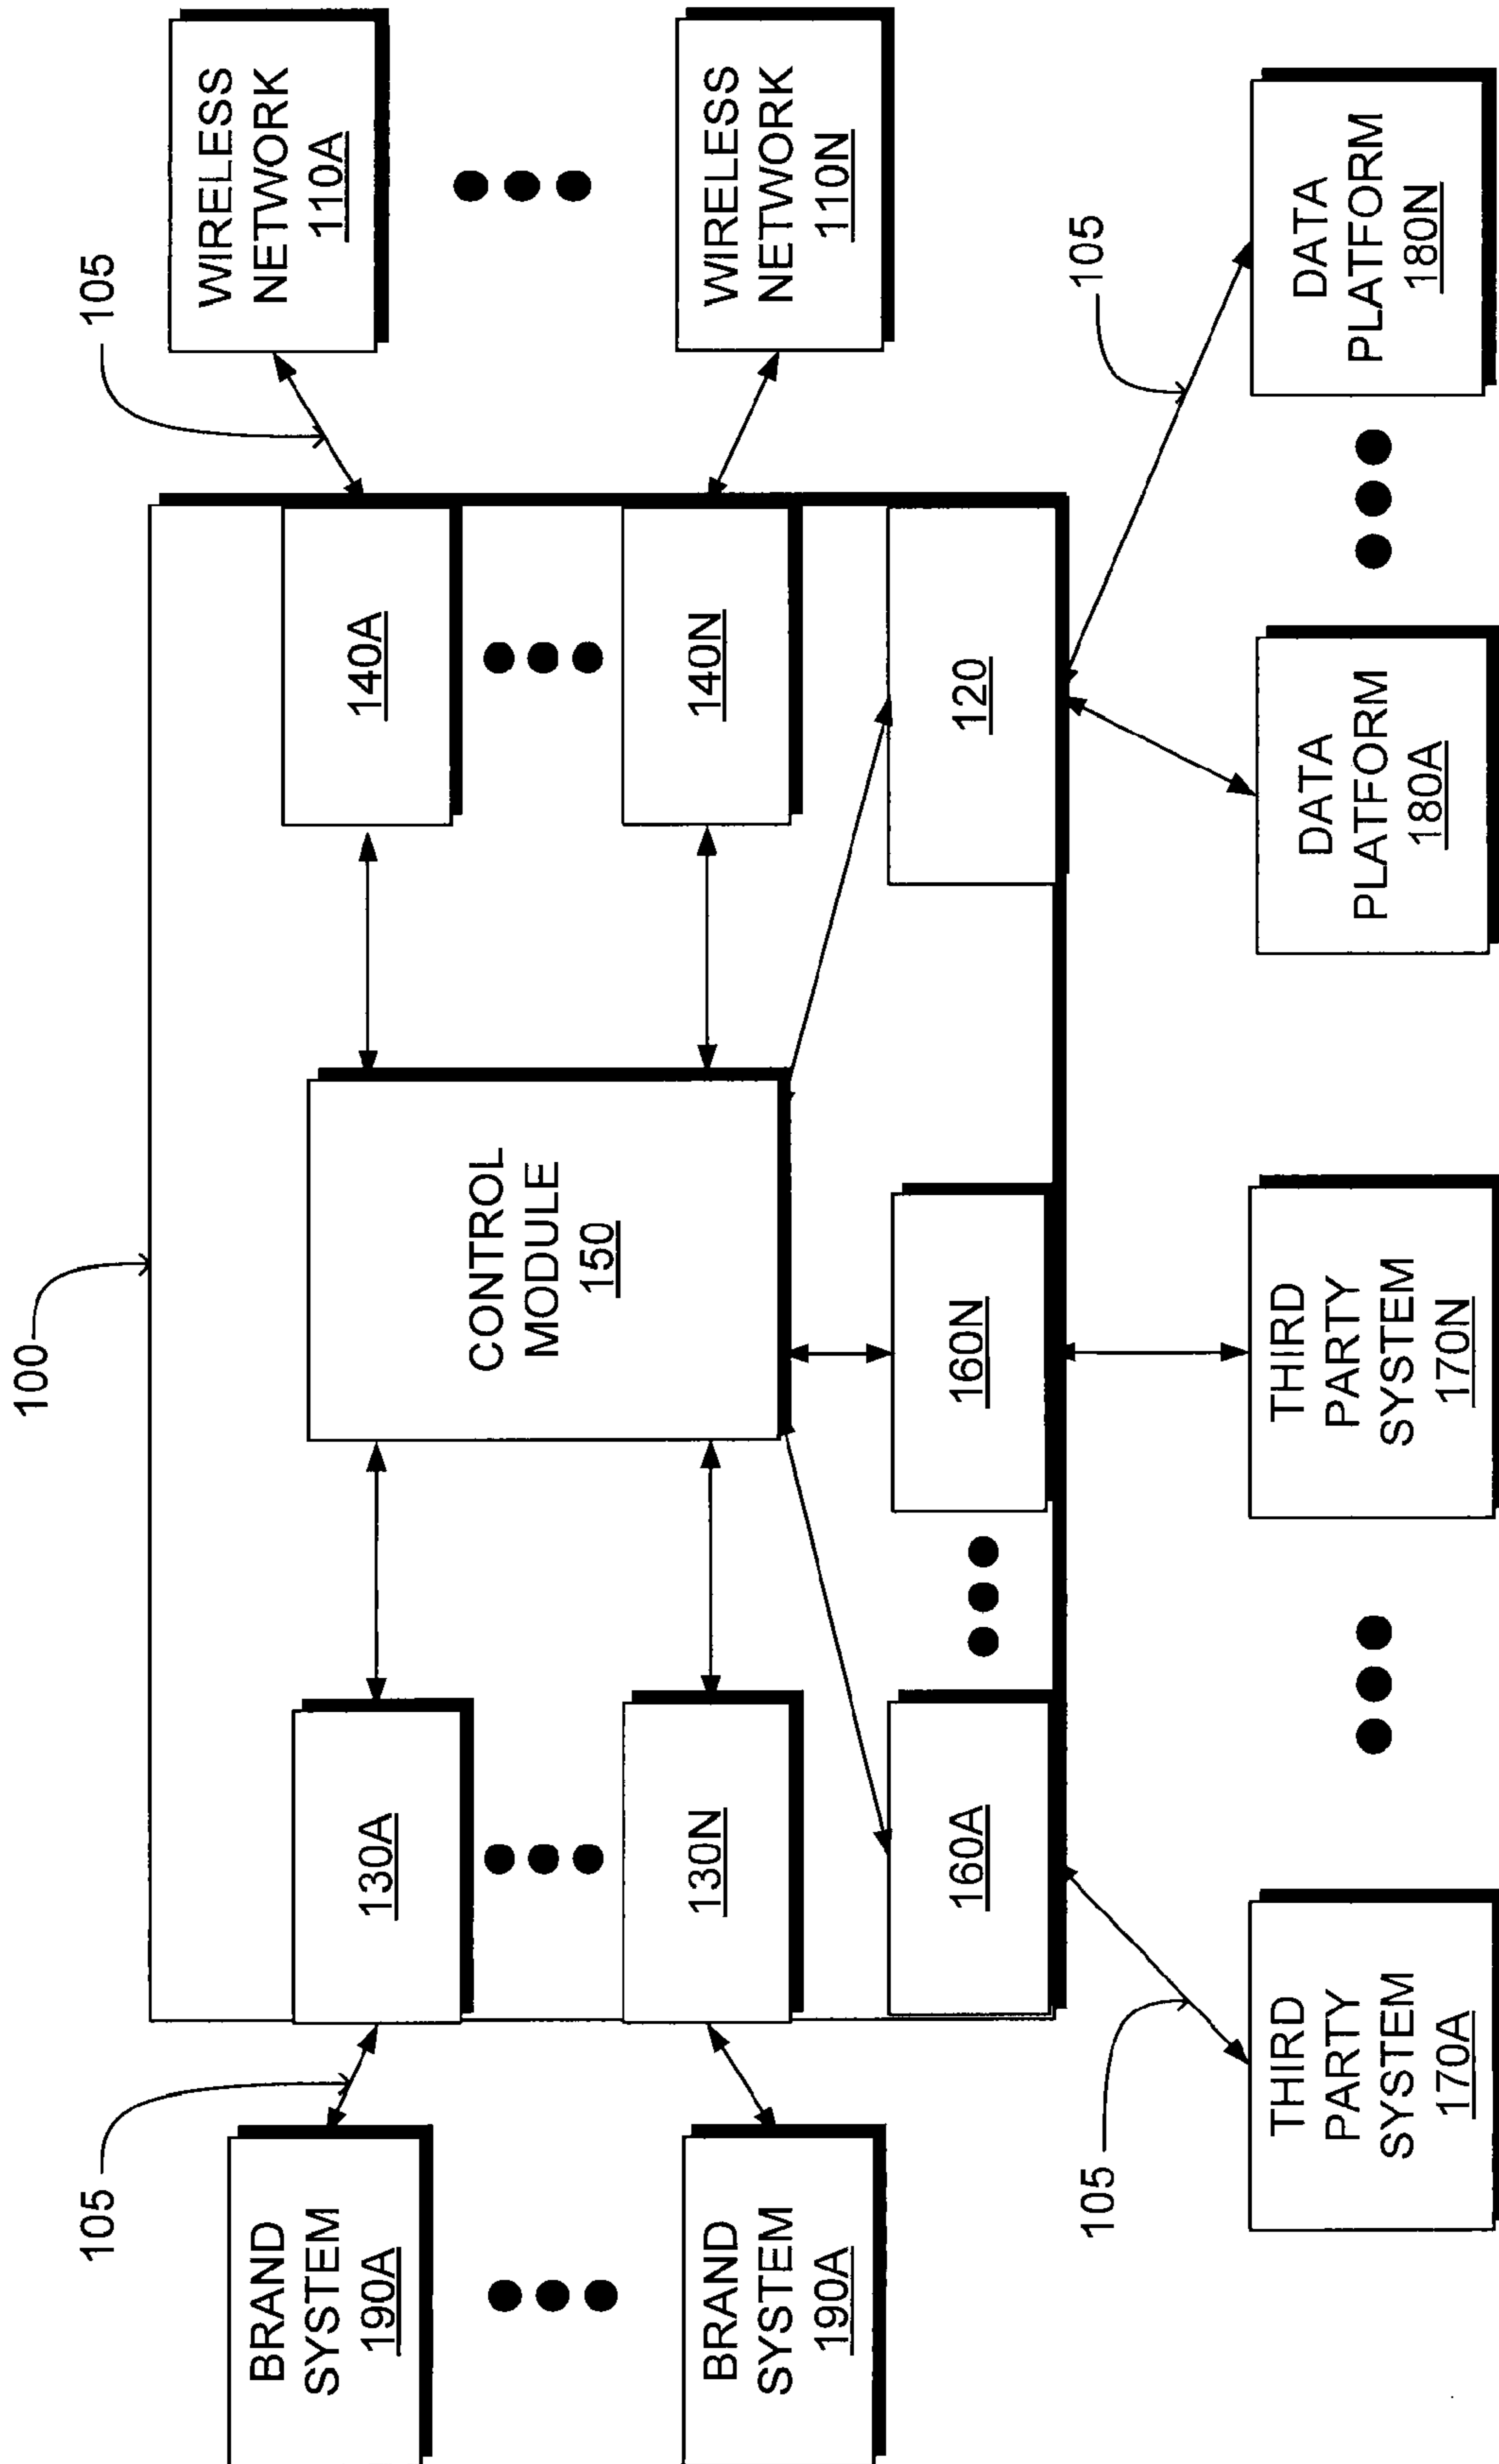 100
105
105
BRAND
SYSTEM
190A
130A
CONTROL
MODULE
150
140A
WIRELESS
NETWORK
110A
BRAND
SYSTEM
190A
130N
140N
WIRELESS
NETWORK
110N
160A
160N
120
105
105
THIRD
PARTY
SYSTEM
170A
THIRD
PARTY
SYSTEM
170N
DATA
PLATFORM
180A
DATA
PLATFORM
180N